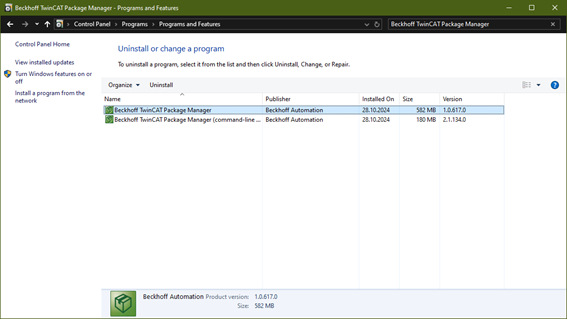 Beckhoff TwinCAT Package Manager - Programs and Features
Control Panel > Programs > Programs and Features
Beckhoff TwinCAT Package Manager
Control Panel Home
View installed updates
Turn Windows features on or
off
Install a program from the
network
Uninstall or change a program
To uninstall a program, select it from the list and then click Uninstall, Change, or Repair.
Organize Uninstall
Name Publisher Installed On Size Version
Beckhoff TwinCAT Package Manager Beckhoff Automation 28.10.2024 582 MB 1.0.617.0
Beckhoff TwinCAT Package Manager (command-line ... Beckhoff Automation 28.10.2024 180 MB 2.1.134.0
Beckhoff Automation Product version: 1.0.617.0
Size: 582 MB